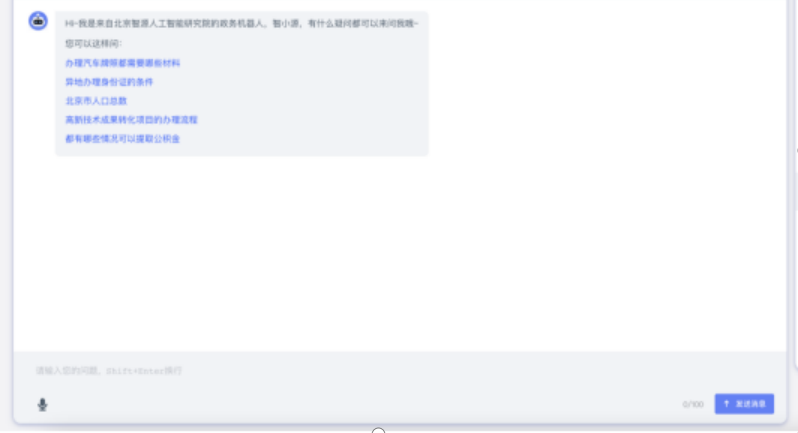 Hi~我是来自北京智源人工智能研究院的政务机器人，智小源，有什么疑问都可以来问我哦~
您可以这样问：
办理汽车牌照都需要哪些材料
异地办理身份证的条件
北京市人口总数
高新技术成果转化项目的办理流程
都有哪些情况可以提取公积金
请输入您的问题，Shift+Enter换行
0/100
发送消息